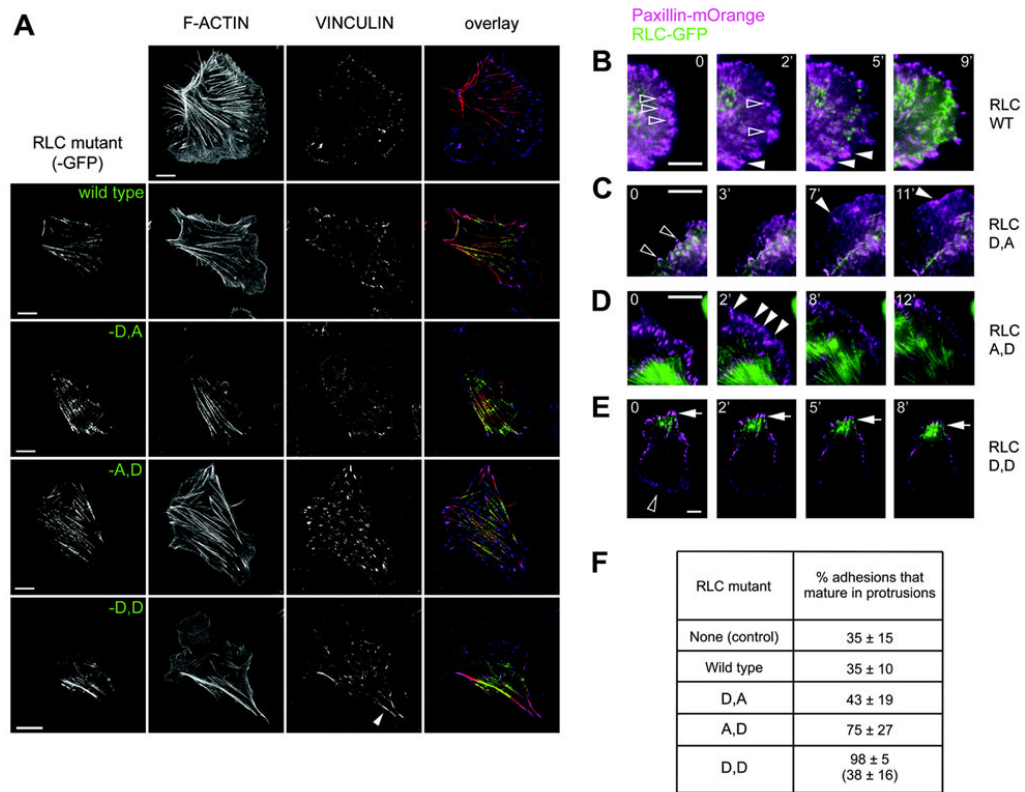 A
F-ACTIN
VINCULIN
overlay
RLC mutant
(-GFP)
wild type
-D,A
-A,D
-D,D
Paxillin-mOrange
RLC-GFP
B
0
2'
5'
9'
RLC
WT
C
0
3'
7'
11'
RLC
D,A
D
0
2'
8'
12'
RLC
A,D
E
0
2'
5'
8'
RLC
D,D
F
RLC mutant
% adhesions that
mature in protrusions
None (control)
35 ± 15
Wild type
35 ± 10
D,A
43 ± 19
A,D
75 ± 27
D,D
98 ± 5
(38 ± 16)